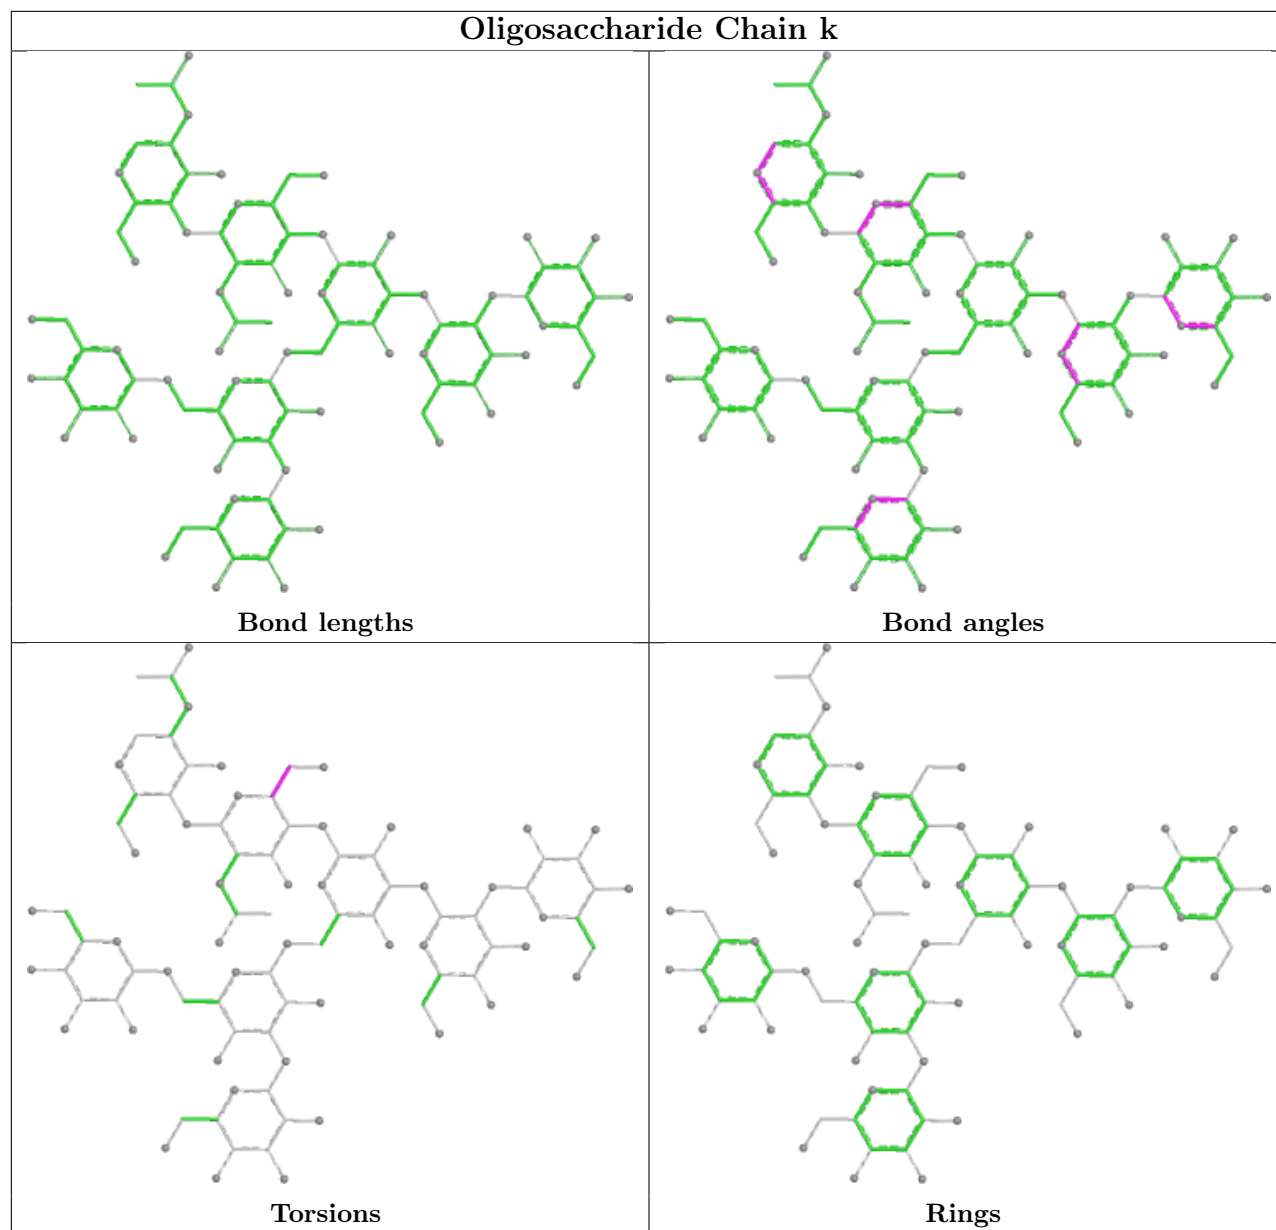 Oligosaccharide Chain k
Bond lengths
Bond angles
Torsions
Rings